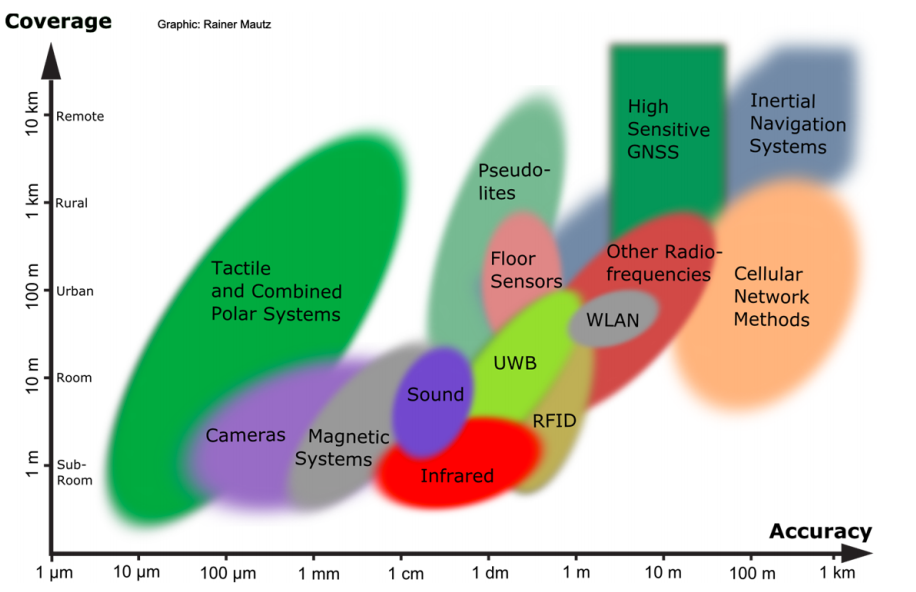 Coverage
Graphic: Rainer Mautz
10 km
Remote
1 km
Rural
100 m
Urban
10 m
Room
1 m
Sub-
Room
Tactile
and Combined
Polar Systems
Cameras
Magnetic
Systems
Sound
Infrared
Pseudo-
lites
Floor
Sensors
UWB
RFID
High
Sensitive
GNSS
Other Radio-
frequencies
WLAN
Inertial
Navigation
Systems
Cellular
Network
Methods
Accuracy
1 µm
10 µm
100 µm
1 mm
1 cm
1 dm
1 m
10 m
100 m
1 km